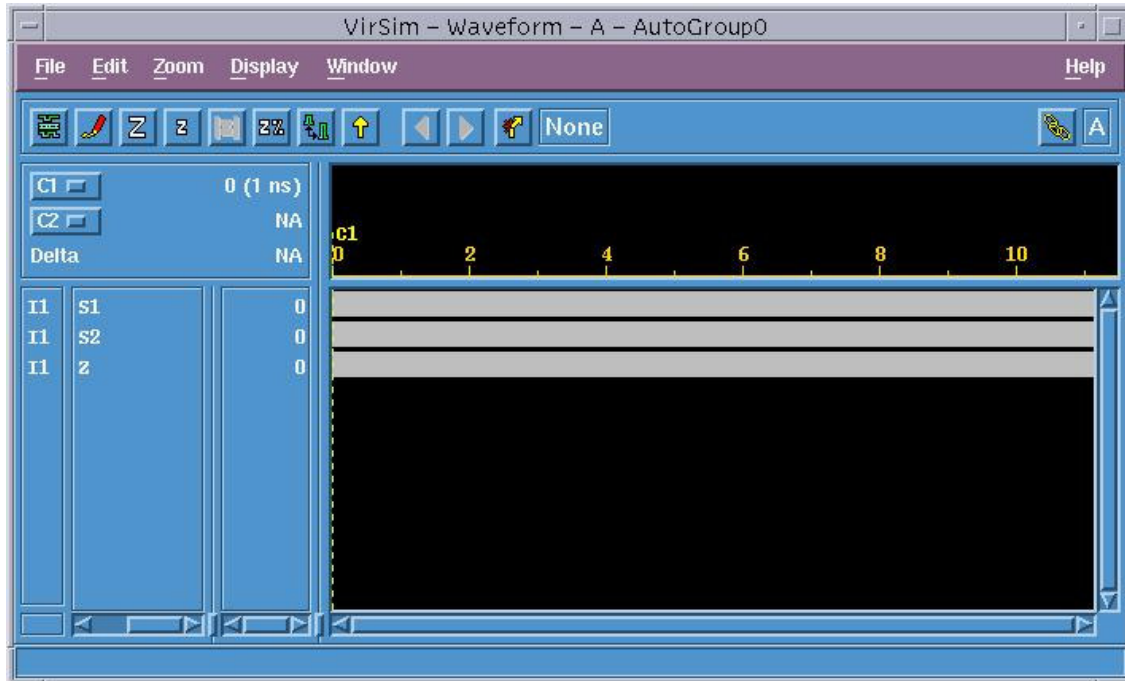 VirSim – Waveform – A – AutoGroup0
File Edit Zoom Display Window Help
Z z z% None A
C1 0 (1 ns)
C2 NA
Delta NA
C1
0 2 4 6 8 10
I1 S1 0
I1 S2 0
I1 Z 0